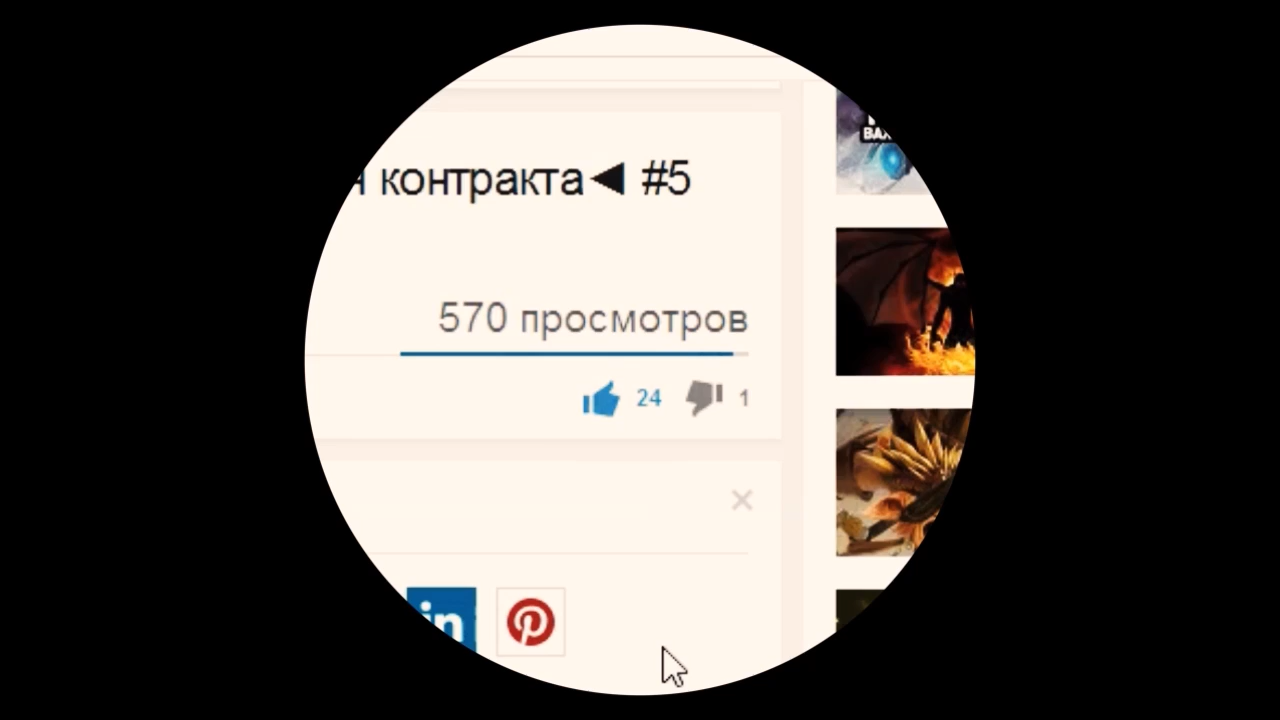 контракта◄ #5
570 просмотров
24 1
in